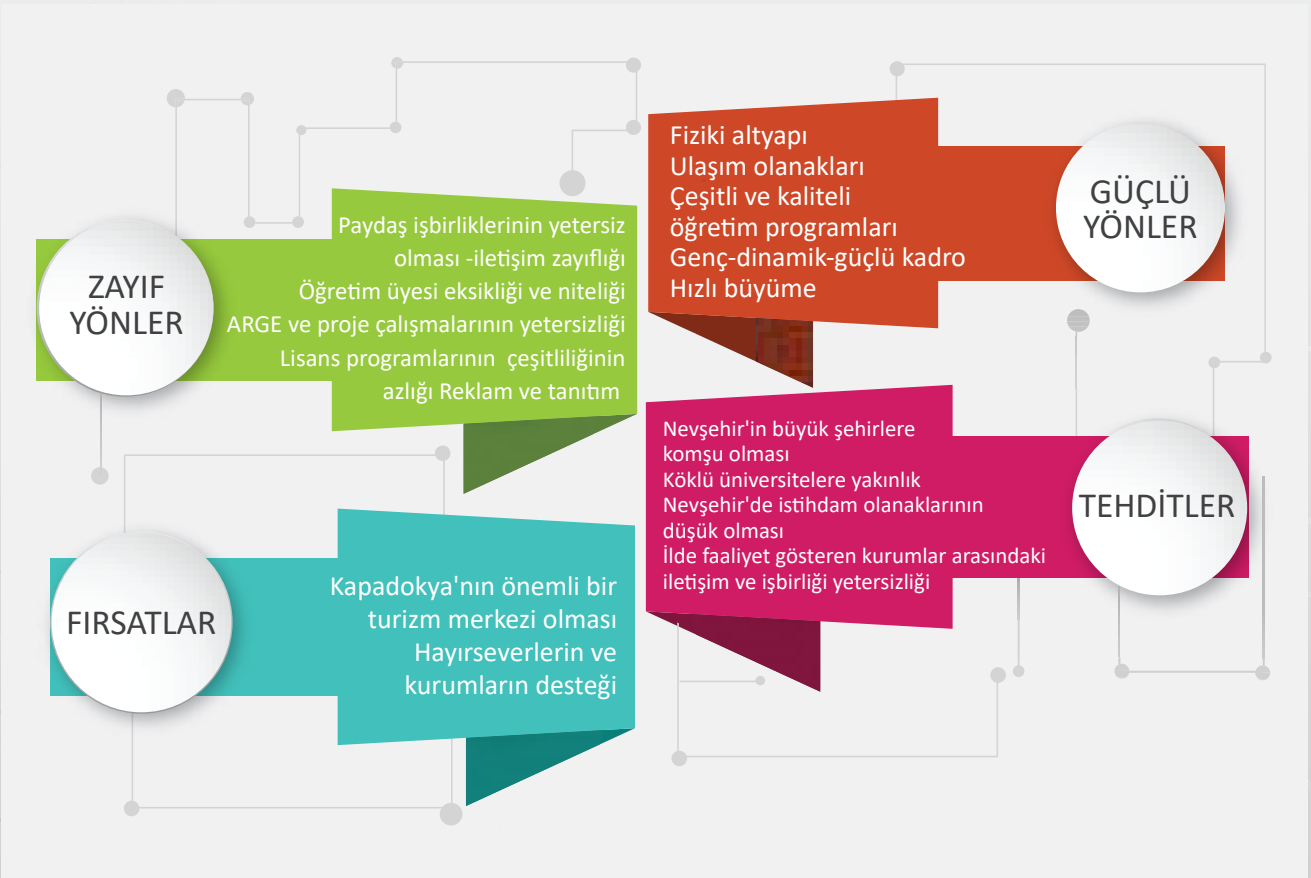 GÜÇLÜ
YÖNLER
Fiziki altyapı
Ulaşım olanakları
Çeşitli ve kaliteli
öğretim programları
Genç-dinamik-güçlü kadro
Hızlı büyüme
ZAYIF
YÖNLER
Paydaş işbirliklerinin yetersiz
olması -iletişim zayıflığı
Öğretim üyesi eksikliği ve niteliği
ARGE ve proje çalışmalarının yetersizliği
Lisans programlarının çeşitliliğinin
azlığı Reklam ve tanıtım
TEHDİTLER
Nevşehir'in büyük şehirlere
komşu olması
Köklü üniversitelere yakınlık
Nevşehir'de istihdam olanaklarının
düşük olması
İlde faaliyet gösteren kurumlar arasındaki
iletişim ve işbirliği yetersizliği
FIRSATLAR
Kapadokya'nın önemli bir
turizm merkezi olması
Hayırseverlerin ve
kurumların desteği